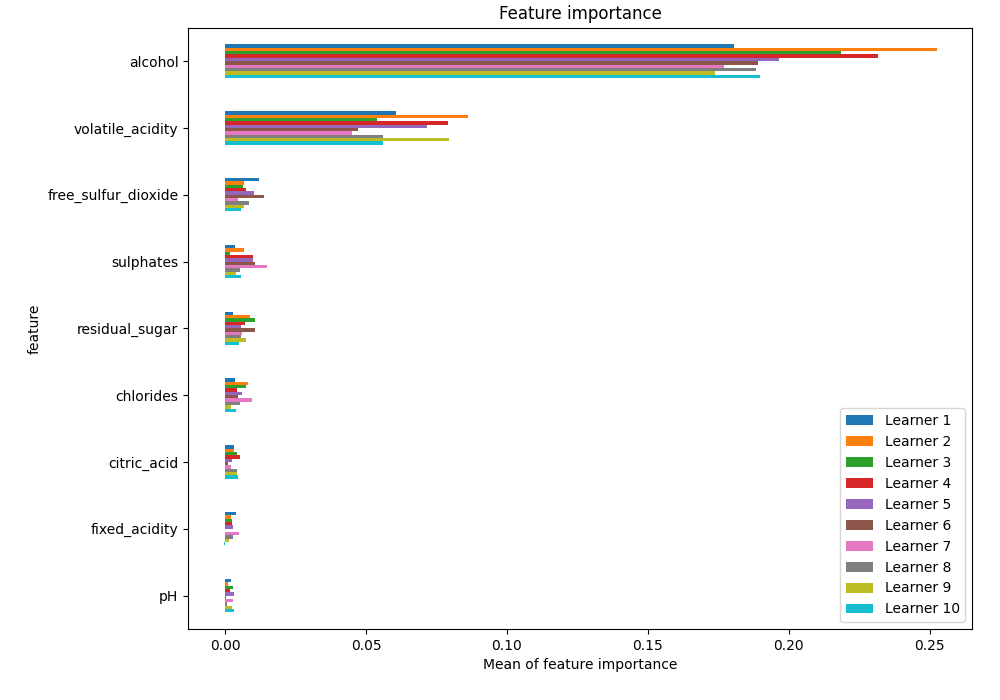 Feature importance
alcohol
volatile_acidity
free_sulfur_dioxide
sulphates
residual_sugar
chlorides
citric_acid
fixed_acidity
pH
feature
Learner 1
Learner 2
Learner 3
Learner 4
Learner 5
Learner 6
Learner 7
Learner 8
Learner 9
Learner 10
0.00 0.05 0.10 0.15 0.20 0.25
Mean of feature importance